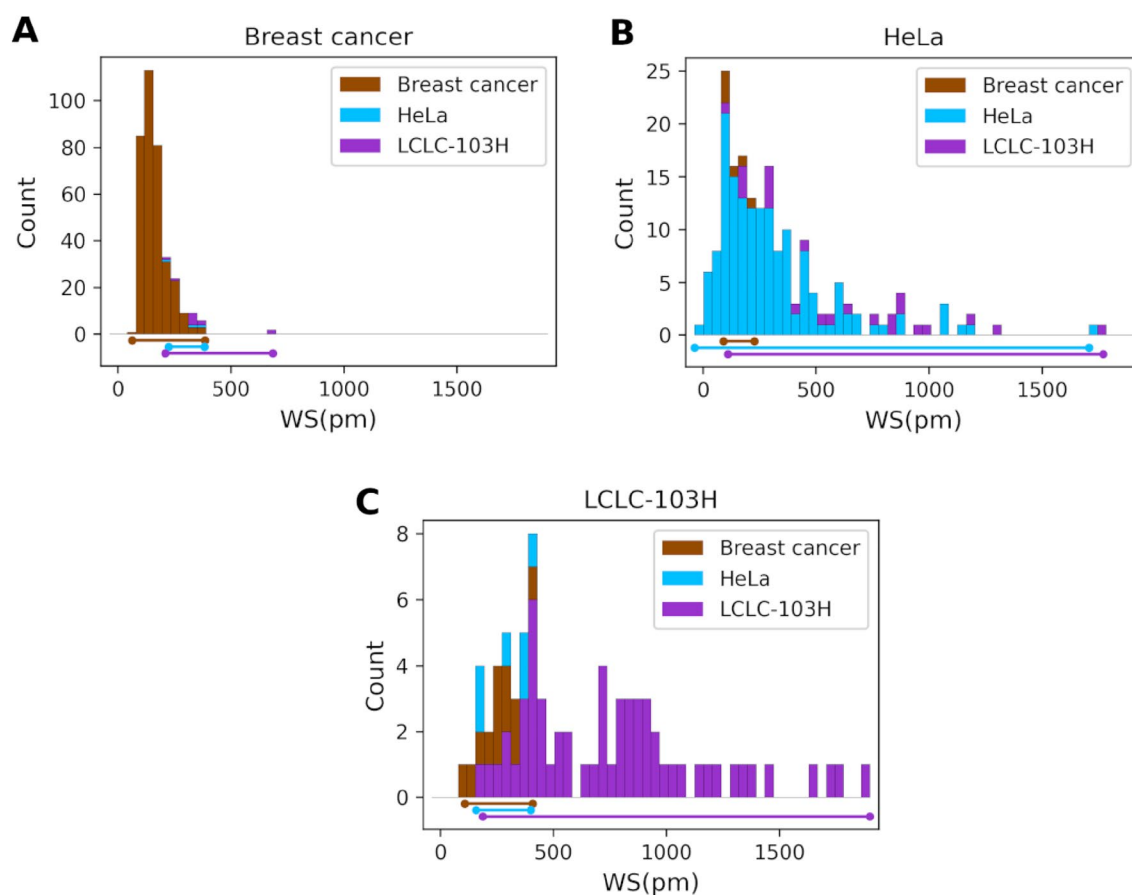 A
Breast cancer
Breast cancer
HeLa
LCLC-103H
100
80
60
40
20
0
Count
0 500 1000 1500
WS(pm)
B
HeLa
Breast cancer
HeLa
LCLC-103H
25
20
15
10
5
0
Count
0 500 1000 1500
WS(pm)
C
LCLC-103H
Breast cancer
HeLa
LCLC-103H
8
6
4
2
0
Count
0 500 1000 1500
WS(pm)